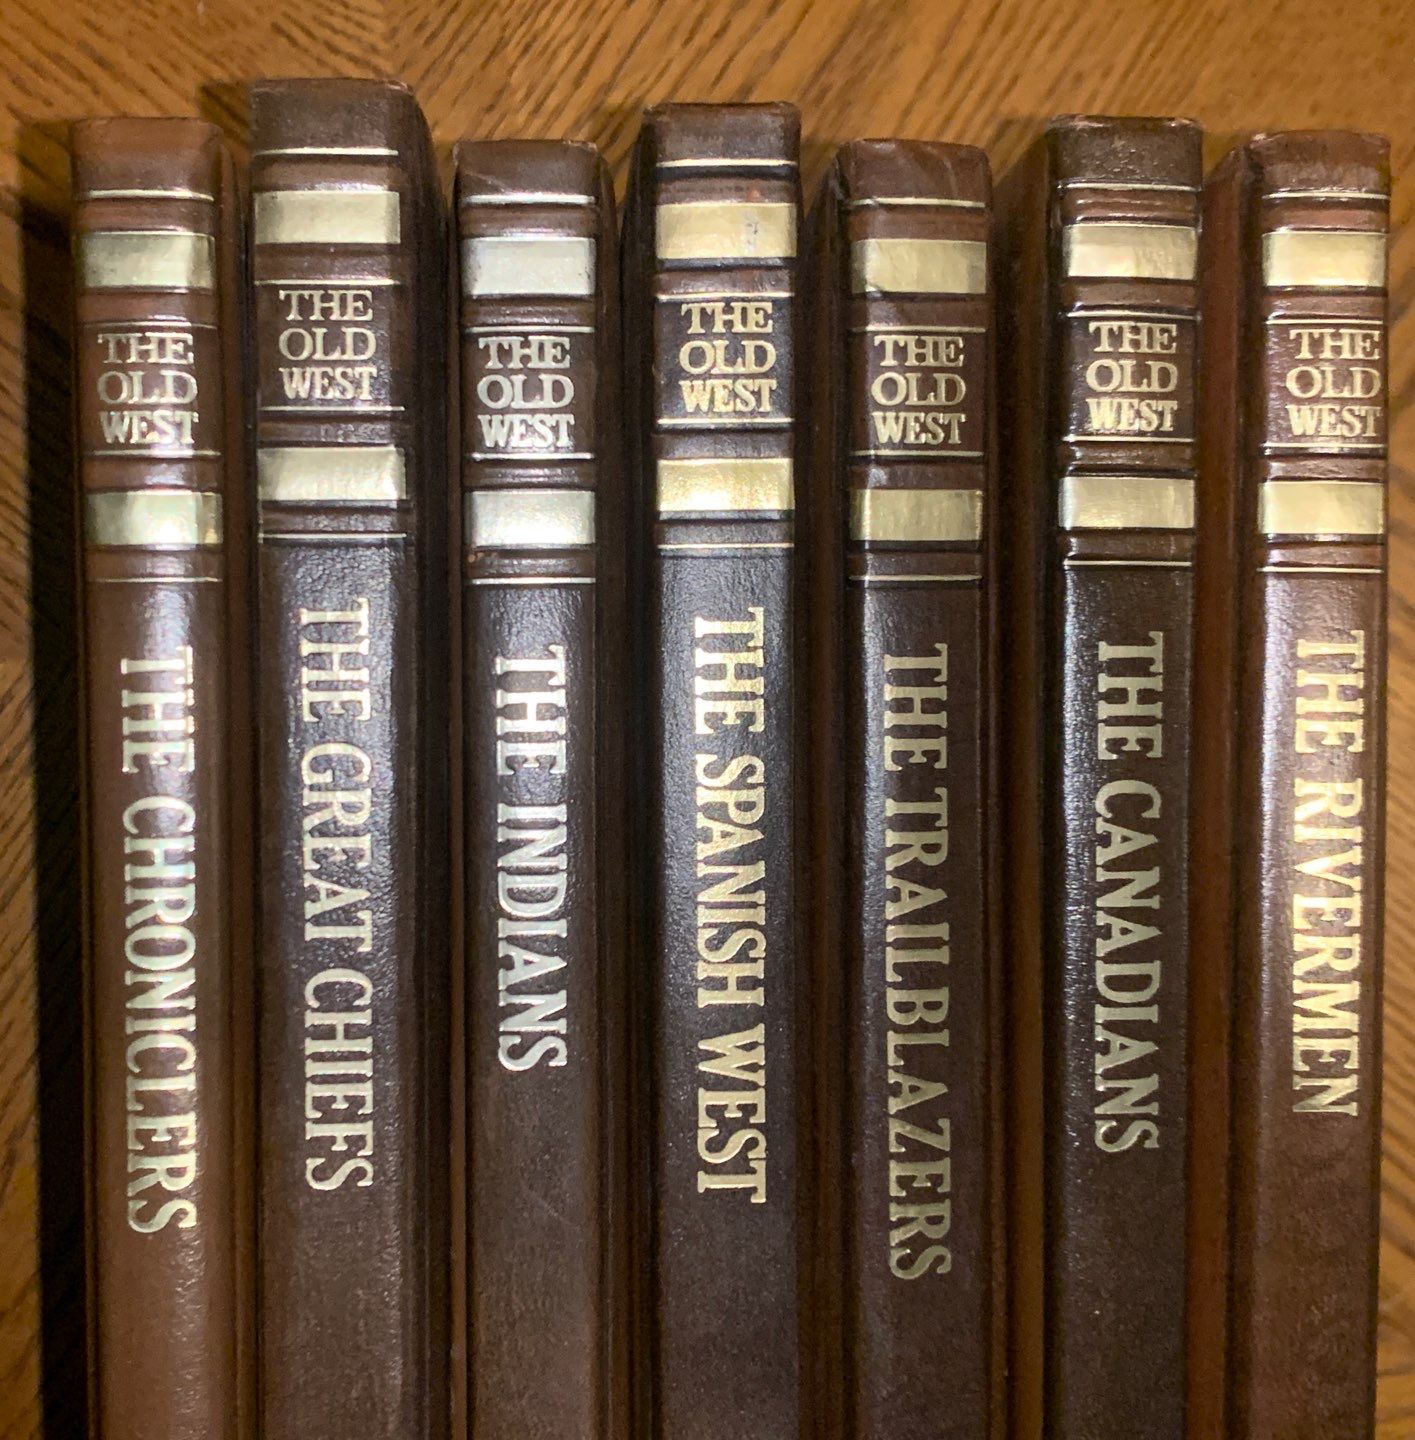 THE
OLD
WEST
THE CHRONICLERS
THE
OLD
WEST
THE GREAT CHIEFS
THE
OLD
WEST
THE INDIANS
THE
OLD
WEST
THE SPANISH WEST
THE
OLD
WEST
THE TRAILBLAZERS
THE
OLD
WEST
THE CANADIANS
THE
OLD
WEST
THE RIVERMEN